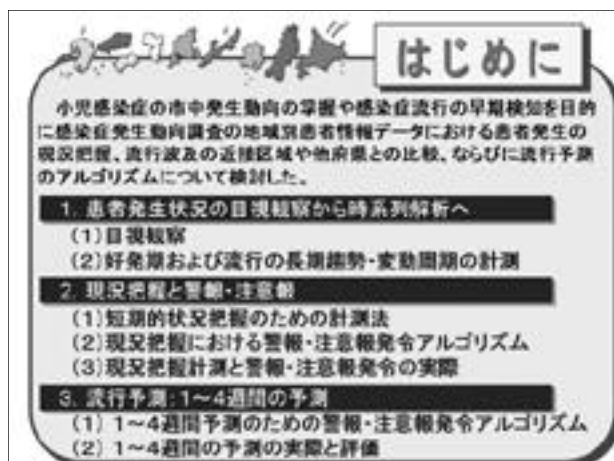 はじめに
小児感染症の市中発生動向の掌握や感染症流行の早期検知を目的
に感染症発生動向調査の地域別患者情報データにおける患者発生の
現況把握、流行波及の近接区域や他府県との比較、ならびに流行予測
のアルゴリズムについて検討した。
1. 患者発生状況の目視観察から時系列解析へ
(1)目視観察
(2)好発期および流行の長期趨勢・変動周期の計測
2. 現況把握と警報・注意報
(1)短期的状況把握のための計測法
(2)現況把握における警報・注意報発令アルゴリズム
(3)現況把握計測と警報・注意報発令の実際
3. 流行予測:1〜4週間の予測
(1) 1〜4週間予測のための警報・注意報発令アルゴリズム
(2) 1〜4週間の予測の実際と評価